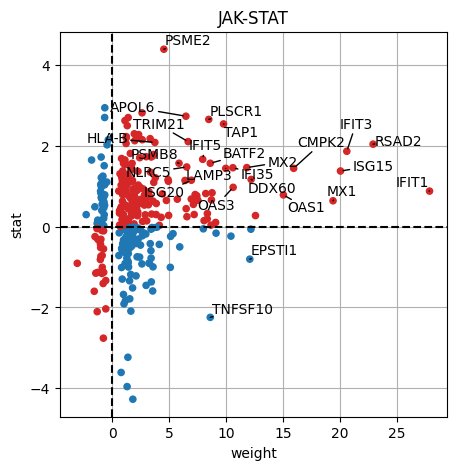 JAK-STAT
PSME2
4
APOL6
PLSCR1
TRIM21
TAP1
IFIT3
HLA-B
IFIT5
CMPK2
RSAD2
2
PSMB8
BATF2
MX2
NLRC5
LAMP3
IFI35
ISG15
ISG20
DDX60
MX1
IFIT1
OAS3
OAS1
stat
0
EPSTI1
−2
TNFSF10
−4
0
5
10
15
20
25
weight